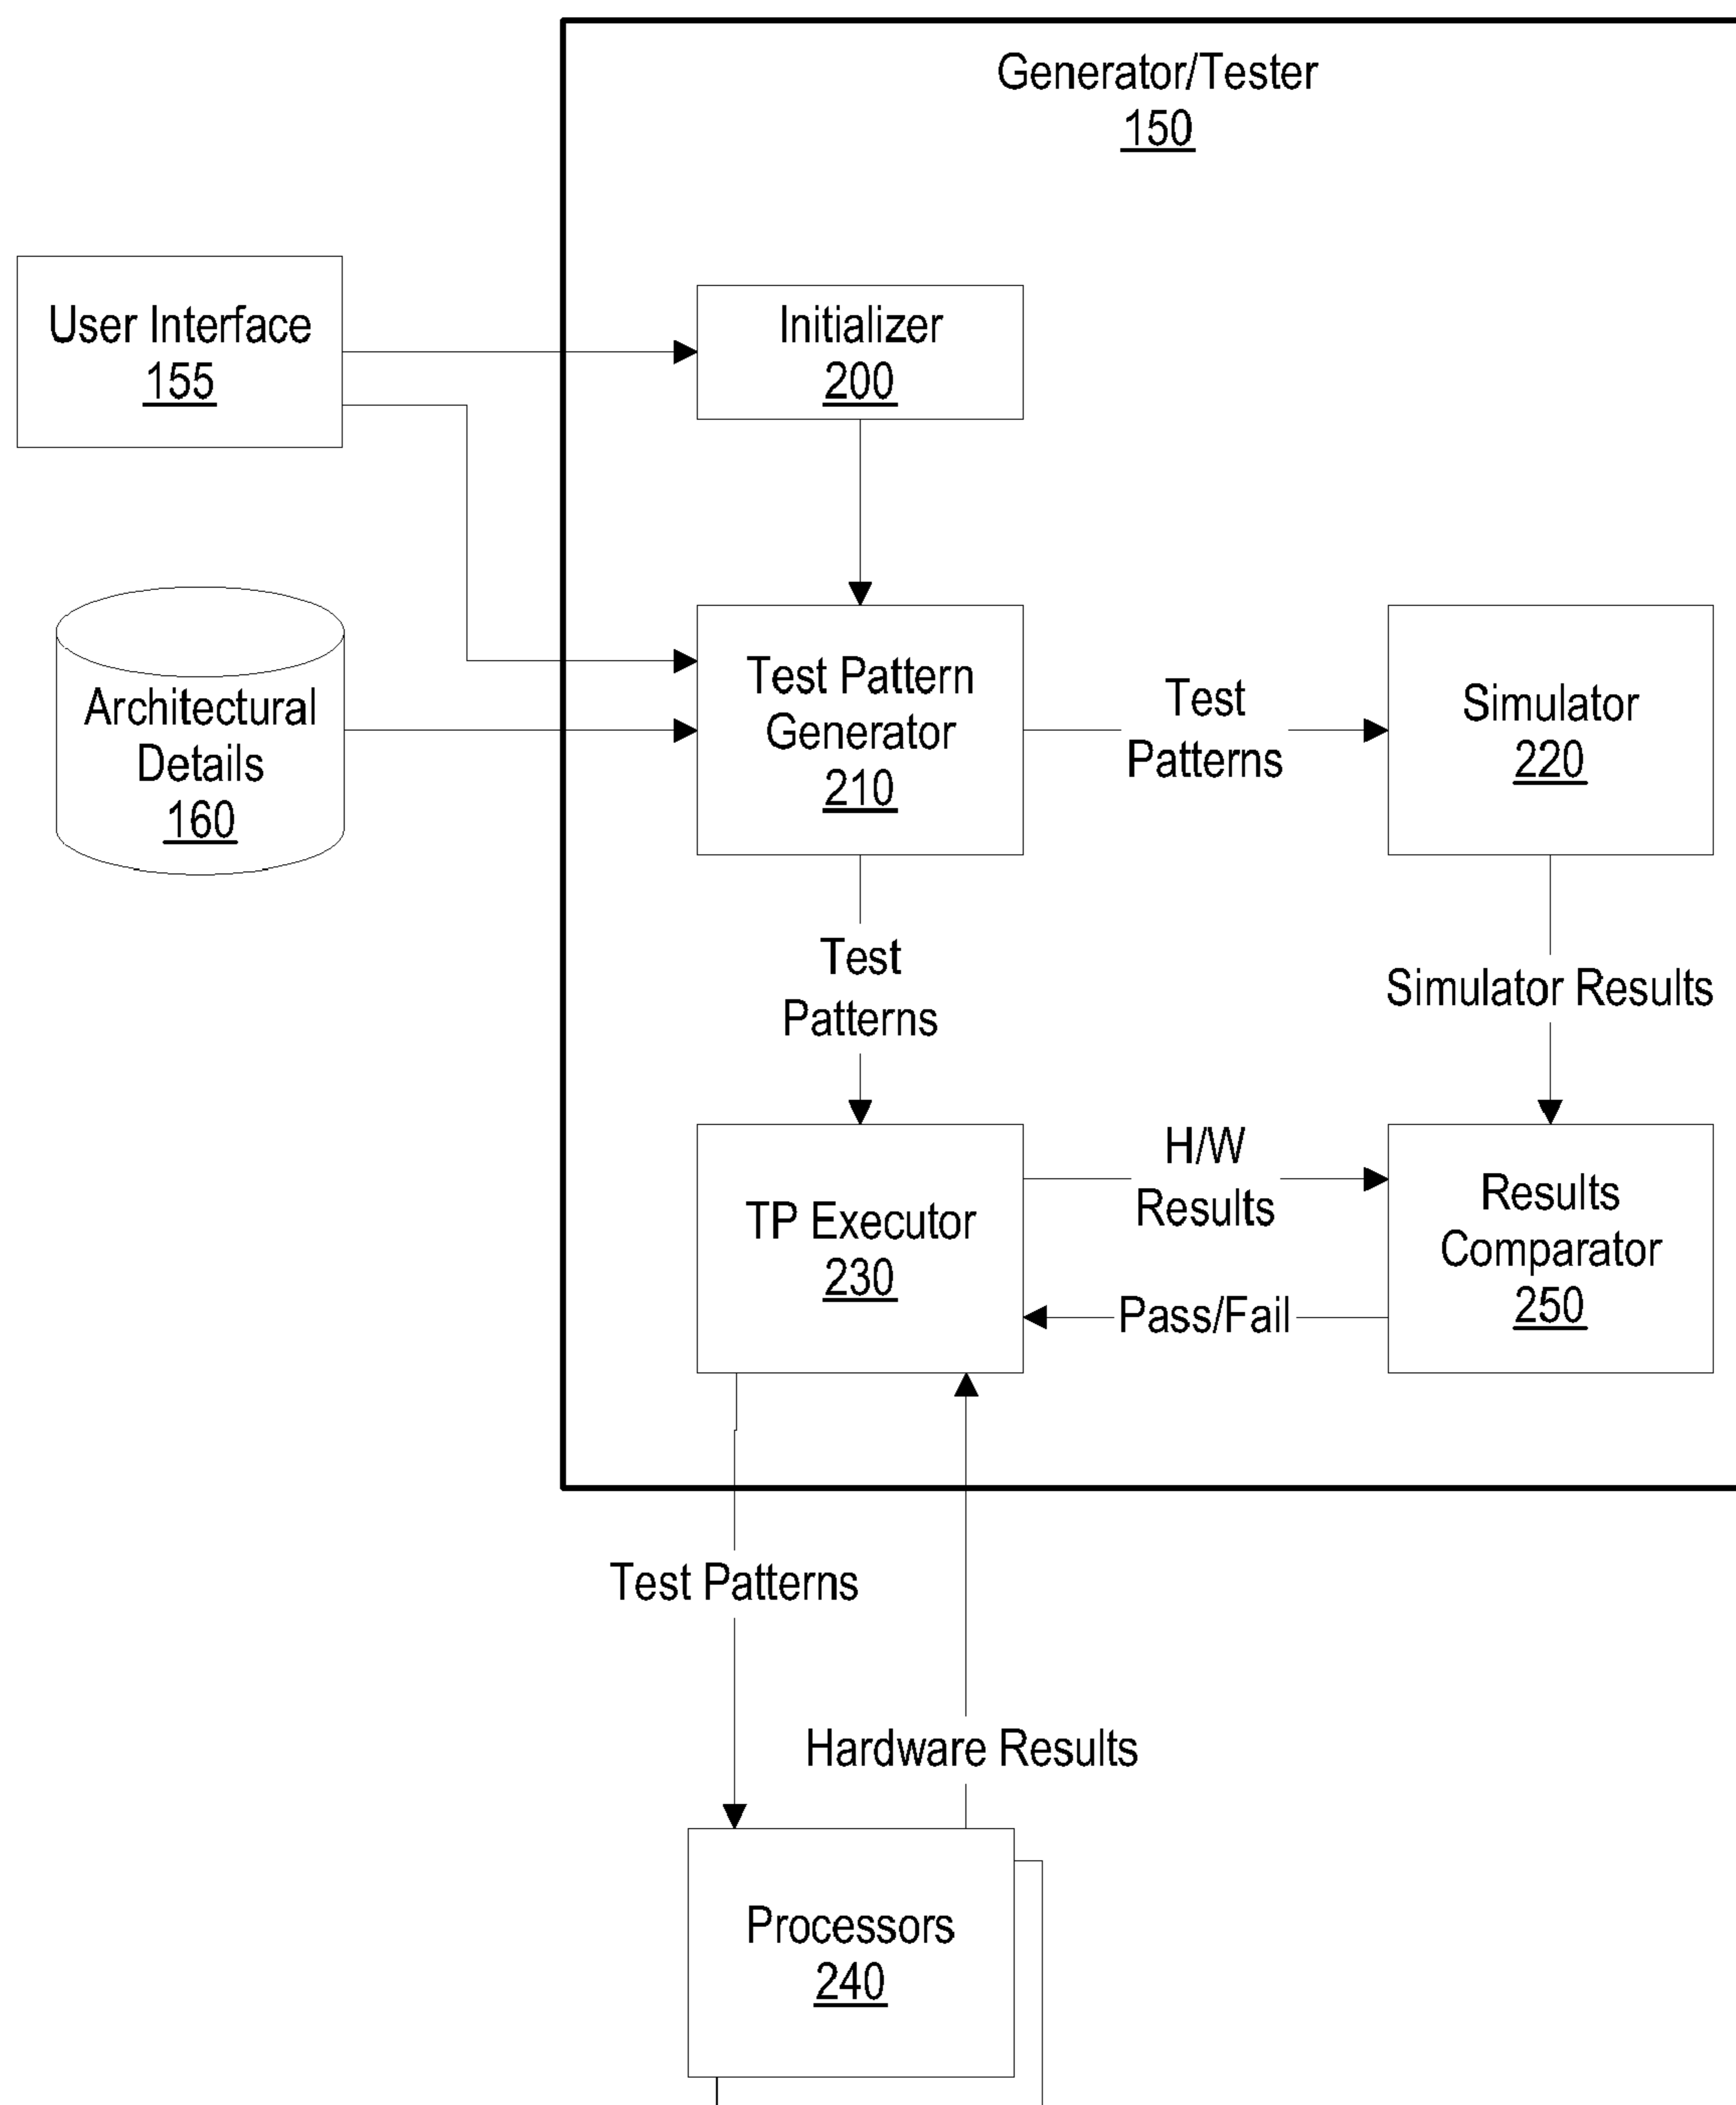 Generator/Tester
150
User Interface
155
Initializer
200
Architectural
Details
160
Test Pattern
Generator
210
Test
Patterns
Simulator
220
Test
Patterns
Simulator Results
TP Executor
230
H/W
Results
Pass/Fail
Results
Comparator
250
Test Patterns
Hardware Results
Processors
240